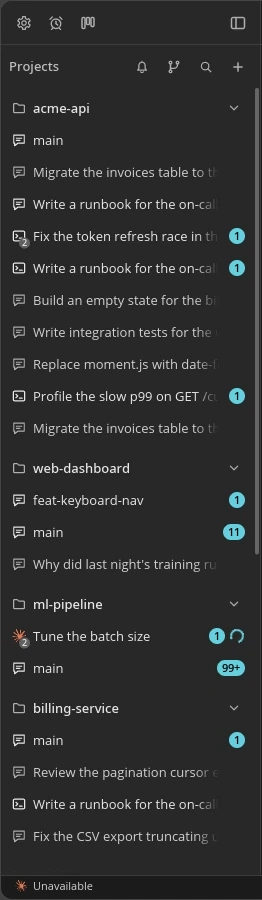 Projects
acme-api
main
Migrate the invoices table to th
Write a runbook for the on-call
2 Fix the token refresh race in th 1
Write a runbook for the on-call 1
Build an empty state for the bi
Write integration tests for the
Replace moment.js with date-f
Profile the slow p99 on GET /cu 1
Migrate the invoices table to th
web-dashboard
feat-keyboard-nav 1
main 11
Why did last night's training ru
ml-pipeline
2 Tune the batch size 1
main 99+
billing-service
main 1
Review the pagination cursor e
Write a runbook for the on-call
Fix the CSV export truncating u
Unavailable